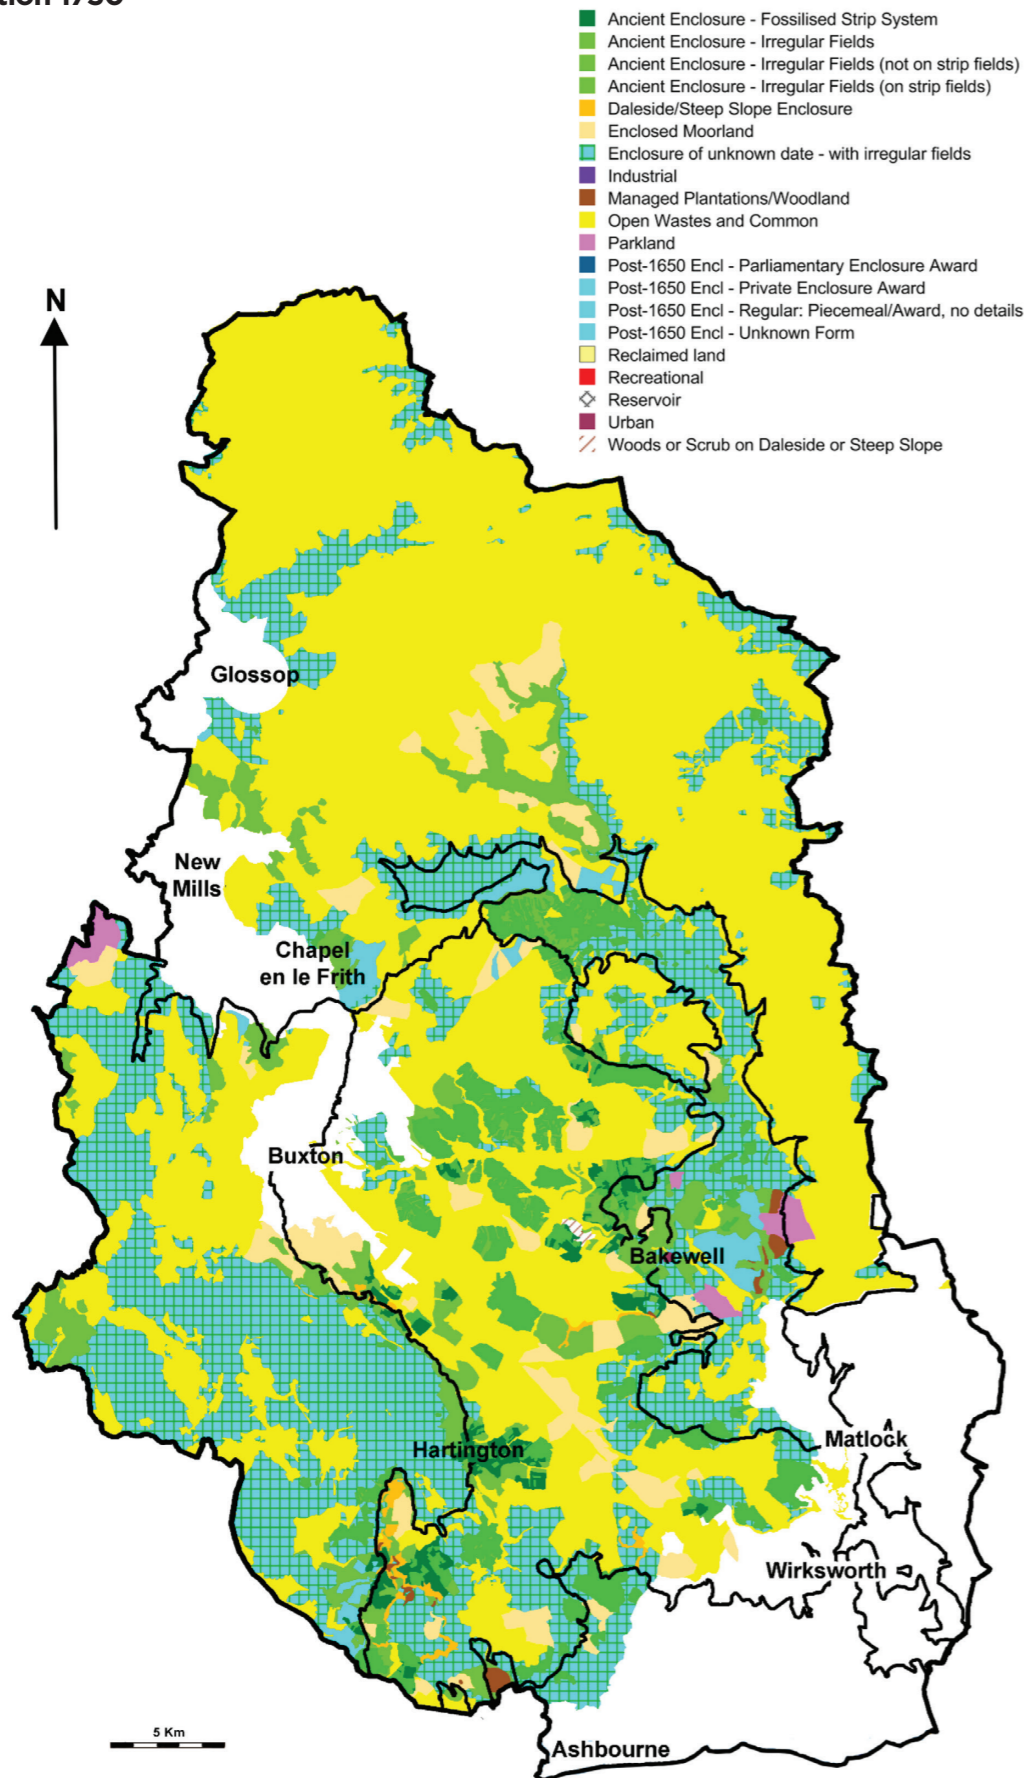 Ancient Enclosure - Fossilised Strip System
Ancient Enclosure - Irregular Fields
Ancient Enclosure - Irregular Fields (not on strip fields)
Ancient Enclosure - Irregular Fields (on strip fields)
Daleside/Steep Slope Enclosure
Enclosed Moorland
Enclosure of unknown date - with irregular fields
Industrial
Managed Plantations/Woodland
Open Wastes and Common
Parkland
Post-1650 Encl - Parliamentary Enclosure Award
Post-1650 Encl - Private Enclosure Award
Post-1650 Encl - Regular: Piecemeal/Award, no details
Post-1650 Encl - Unknown Form
Reclaimed land
Recreational
Reservoir
Urban
Woods or Scrub on Daleside or Steep Slope
N
Glossop
New
Mills
Chapel
en le Frith
Buxton
Bakewell
Hartington
Matlock
Wirksworth
5 Km
Ashbourne